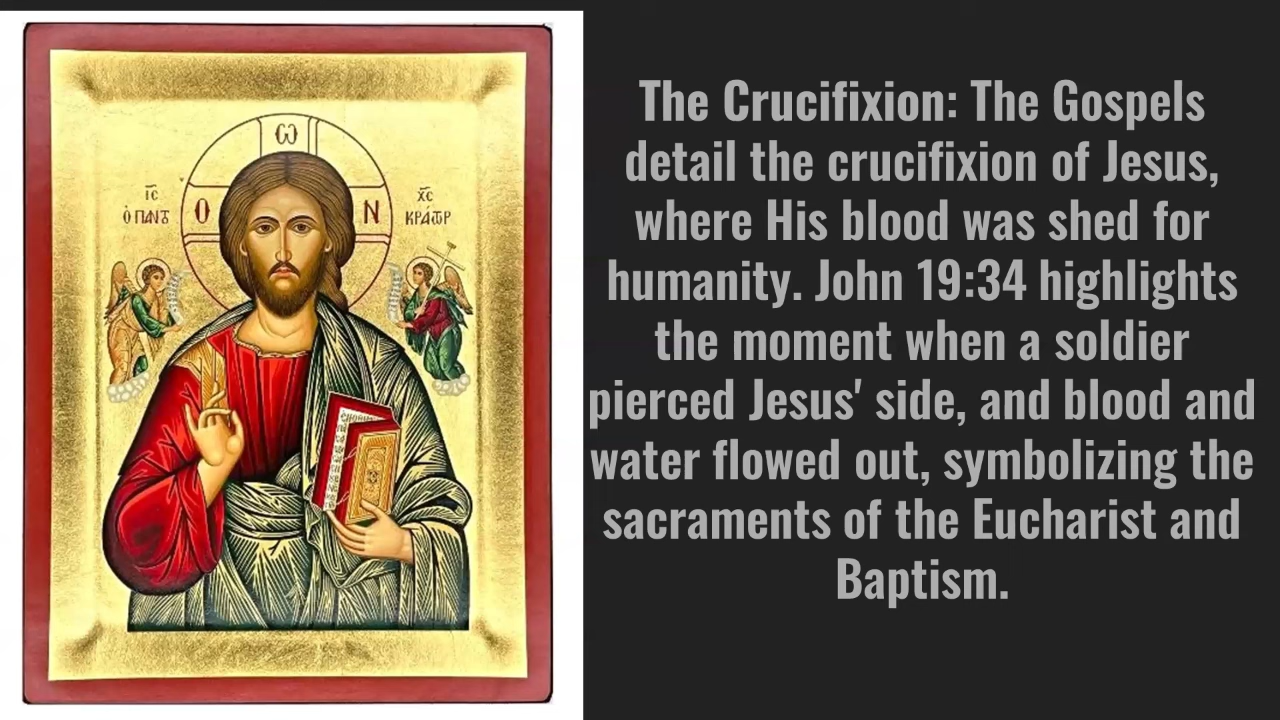 ω
Ο Ν
ῙC̄ X̄C̄
ὁ ΠΑΝΤ ΚΡΑΤΩΡ
The Crucifixion: The Gospels
detail the crucifixion of Jesus,
where His blood was shed for
humanity. John 19:34 highlights
the moment when a soldier
pierced Jesus' side, and blood and
water flowed out, symbolizing the
sacraments of the Eucharist and
Baptism.